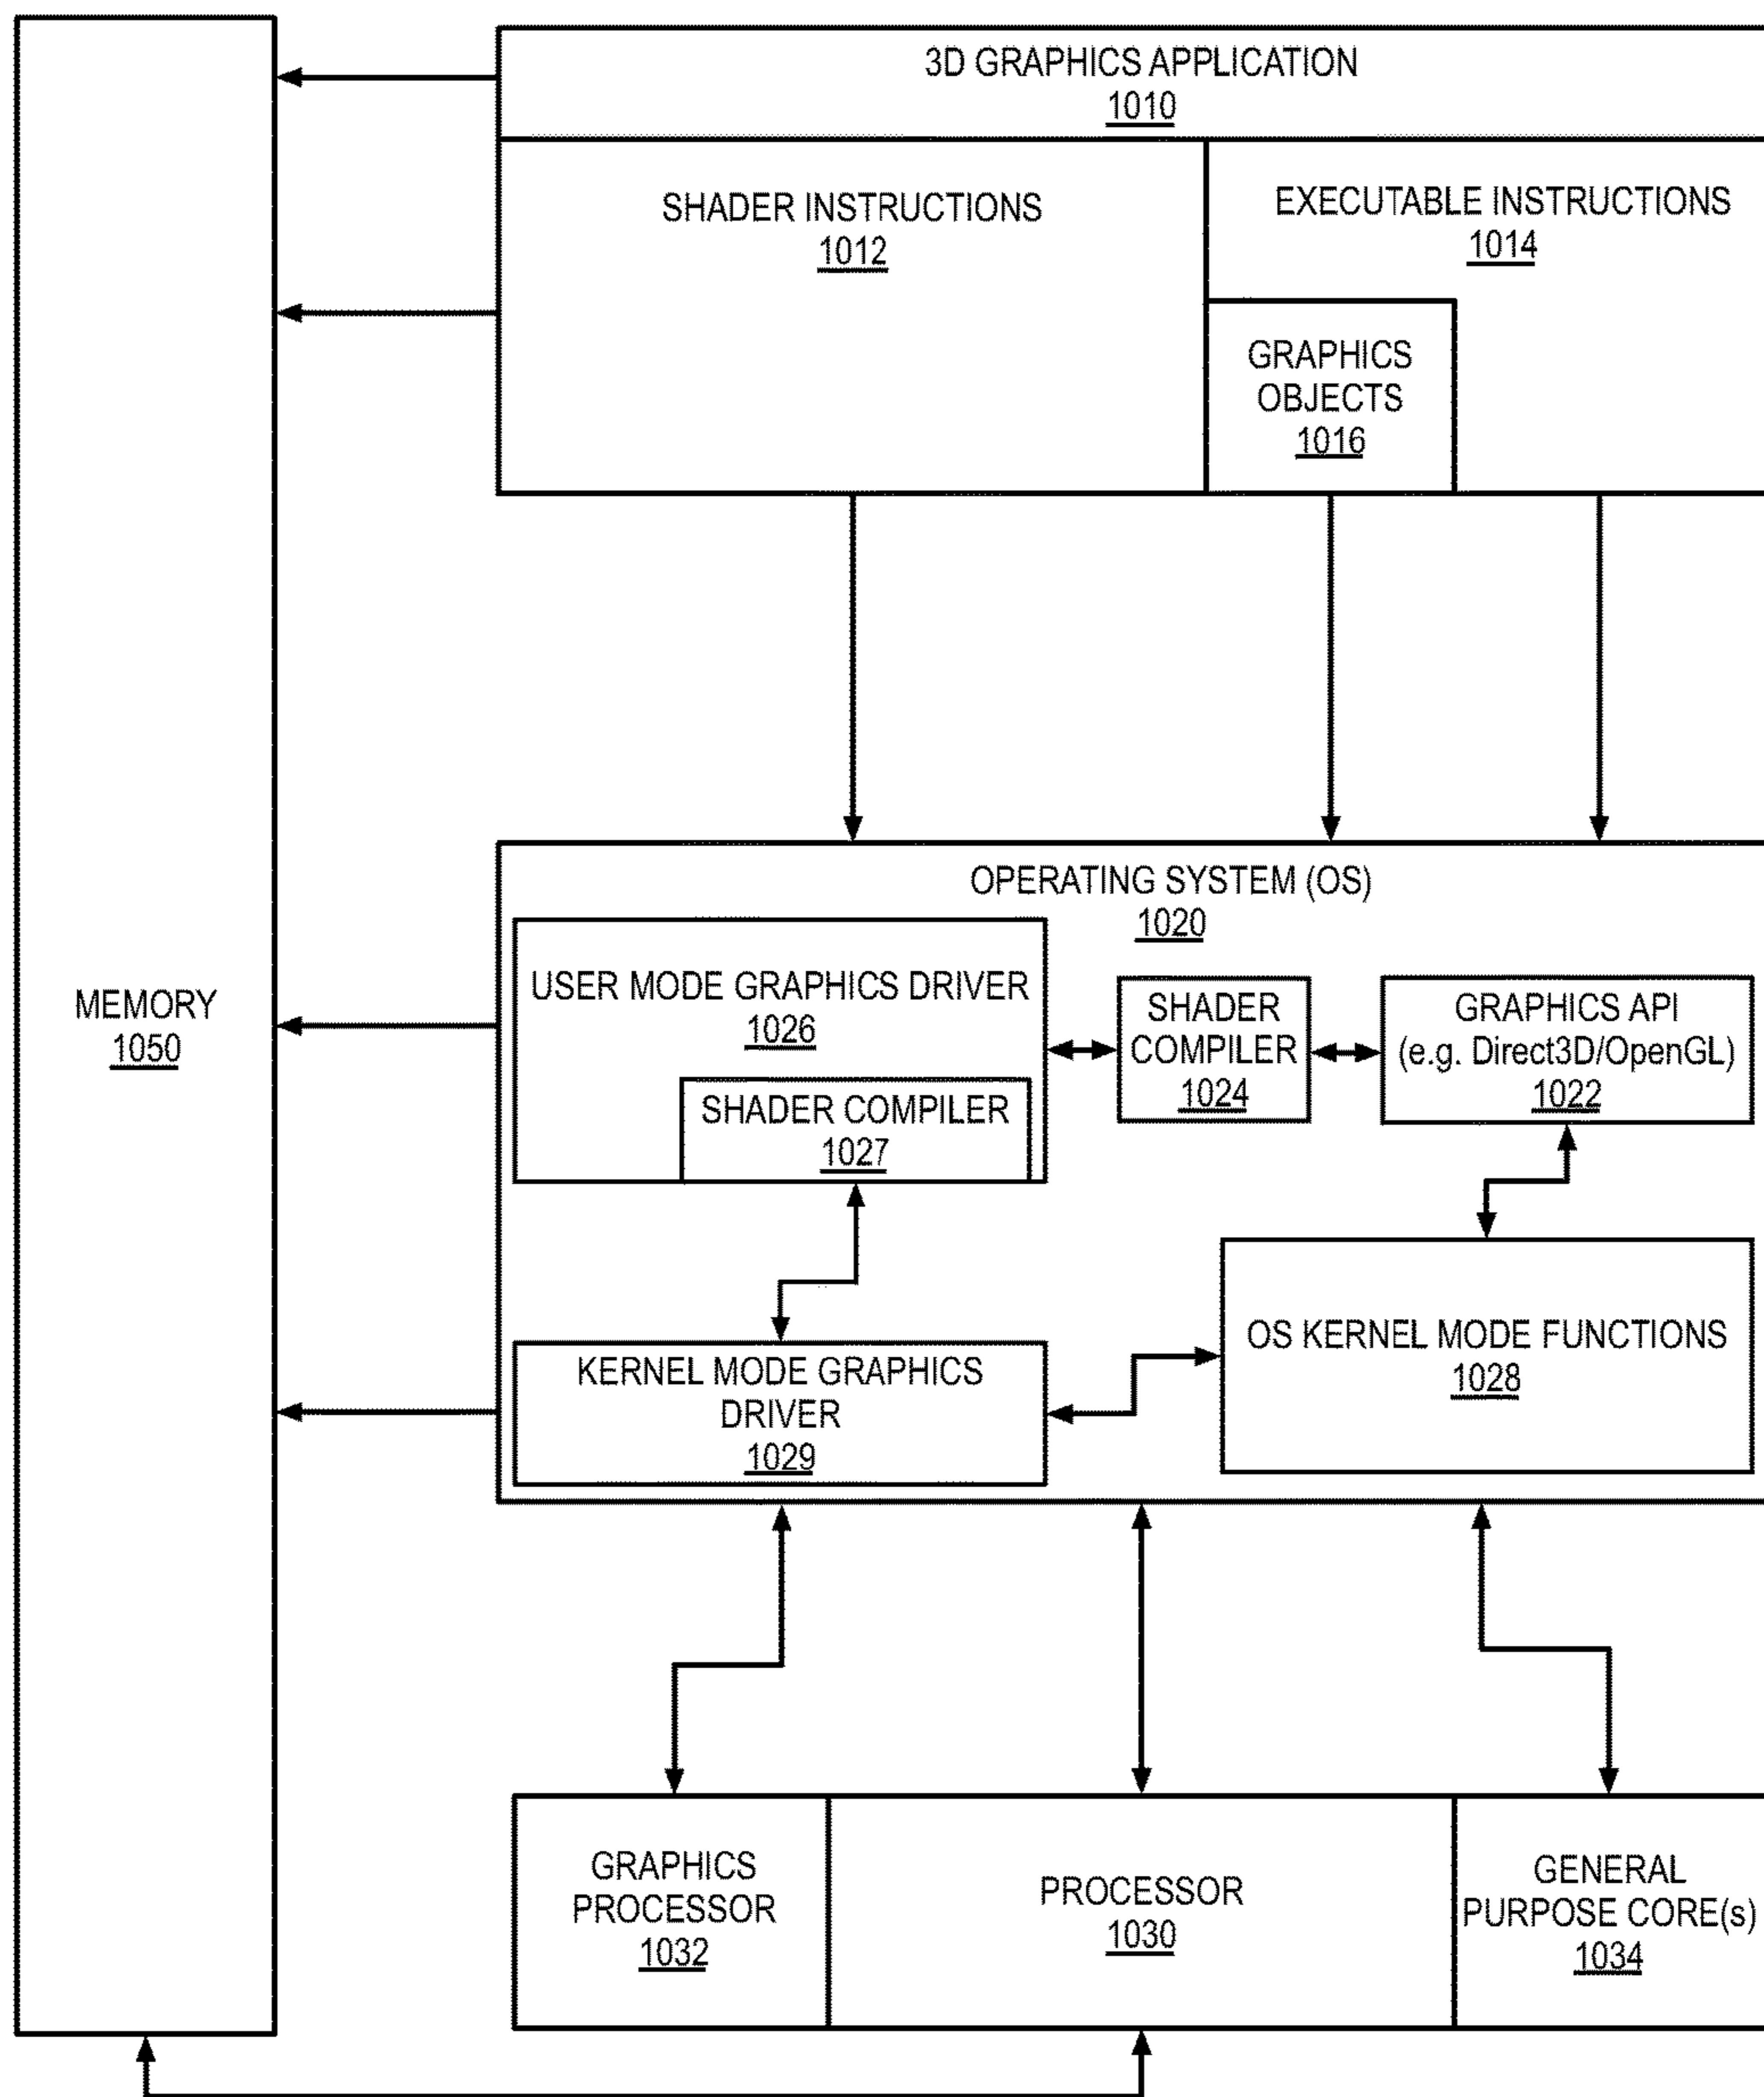 3D GRAPHICS APPLICATION
1010
SHADER INSTRUCTIONS
1012
EXECUTABLE INSTRUCTIONS
1014
GRAPHICS
OBJECTS
1016
MEMORY
1050
OPERATING SYSTEM (OS)
1020
USER MODE GRAPHICS DRIVER
1026
SHADER COMPILER
1027
SHADER
COMPILER
1024
GRAPHICS API
(e.g. Direct3D/OpenGL)
1022
KERNEL MODE GRAPHICS
DRIVER
1029
OS KERNEL MODE FUNCTIONS
1028
GRAPHICS
PROCESSOR
1032
PROCESSOR
1030
GENERAL
PURPOSE CORE(s)
1034